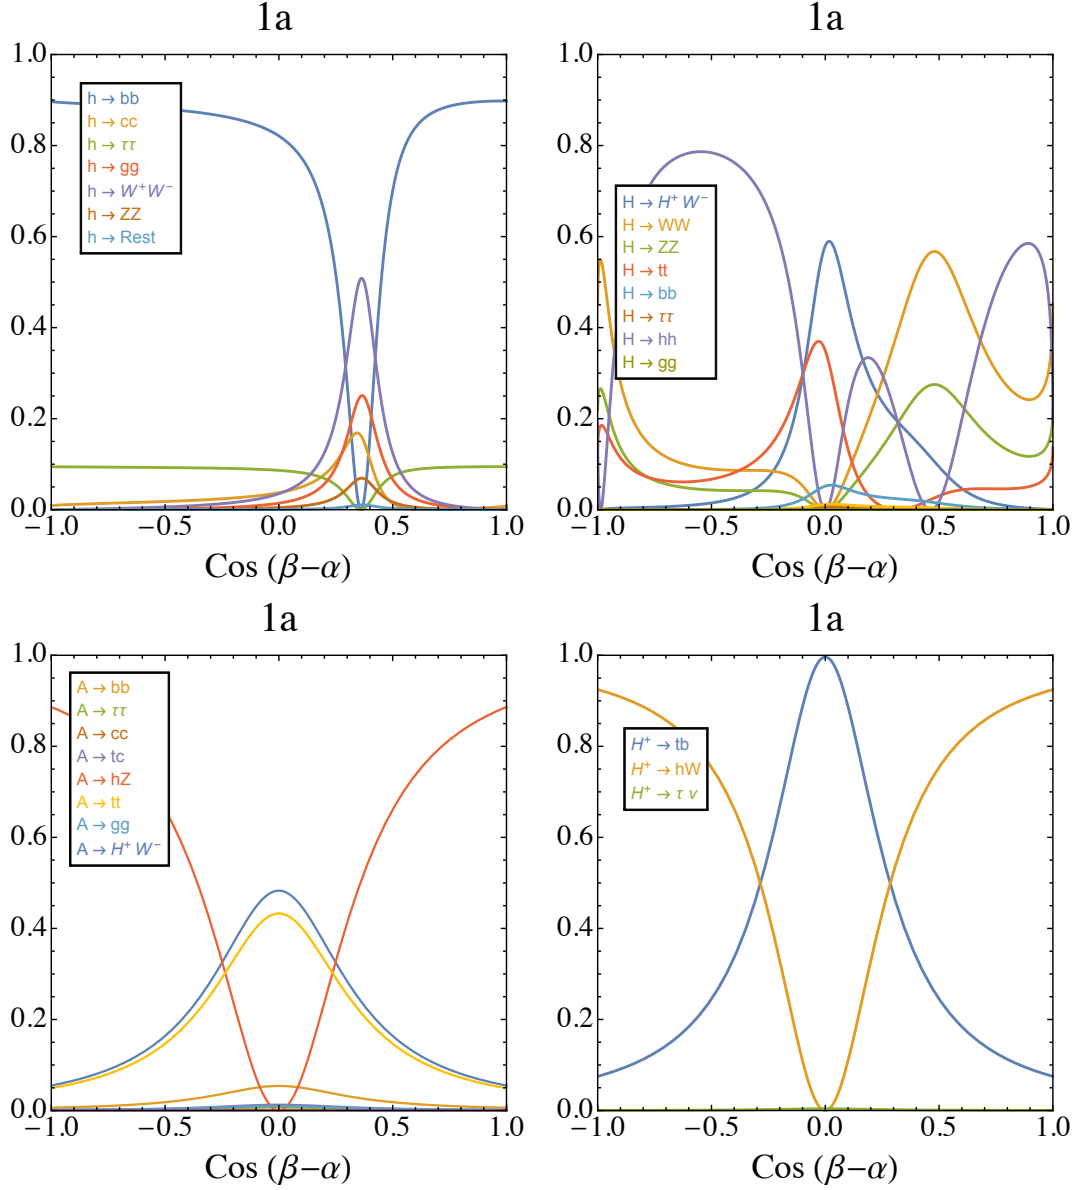 1a
1.0
0.8
0.6
0.4
0.2
0.0
h → bb
h → cc
h → ττ
h → gg
h → W⁺W⁻
h → ZZ
h → Rest
−1.0 −0.5 0.0 0.5 1.0
Cos (β−α)
1a
1.0
0.8
0.6
0.4
0.2
0.0
H → H⁺ W⁻
H → WW
H → ZZ
H → tt
H → bb
H → ττ
H → hh
H → gg
−1.0 −0.5 0.0 0.5 1.0
Cos (β−α)
1a
1.0
0.8
0.6
0.4
0.2
0.0
A → bb
A → ττ
A → cc
A → tc
A → hZ
A → tt
A → gg
A → H⁺ W⁻
−1.0 −0.5 0.0 0.5 1.0
Cos (β−α)
1a
1.0
0.8
0.6
0.4
0.2
0.0
H⁺ → tb
H⁺ → hW
H⁺ → τ ν
−1.0 −0.5 0.0 0.5 1.0
Cos (β−α)